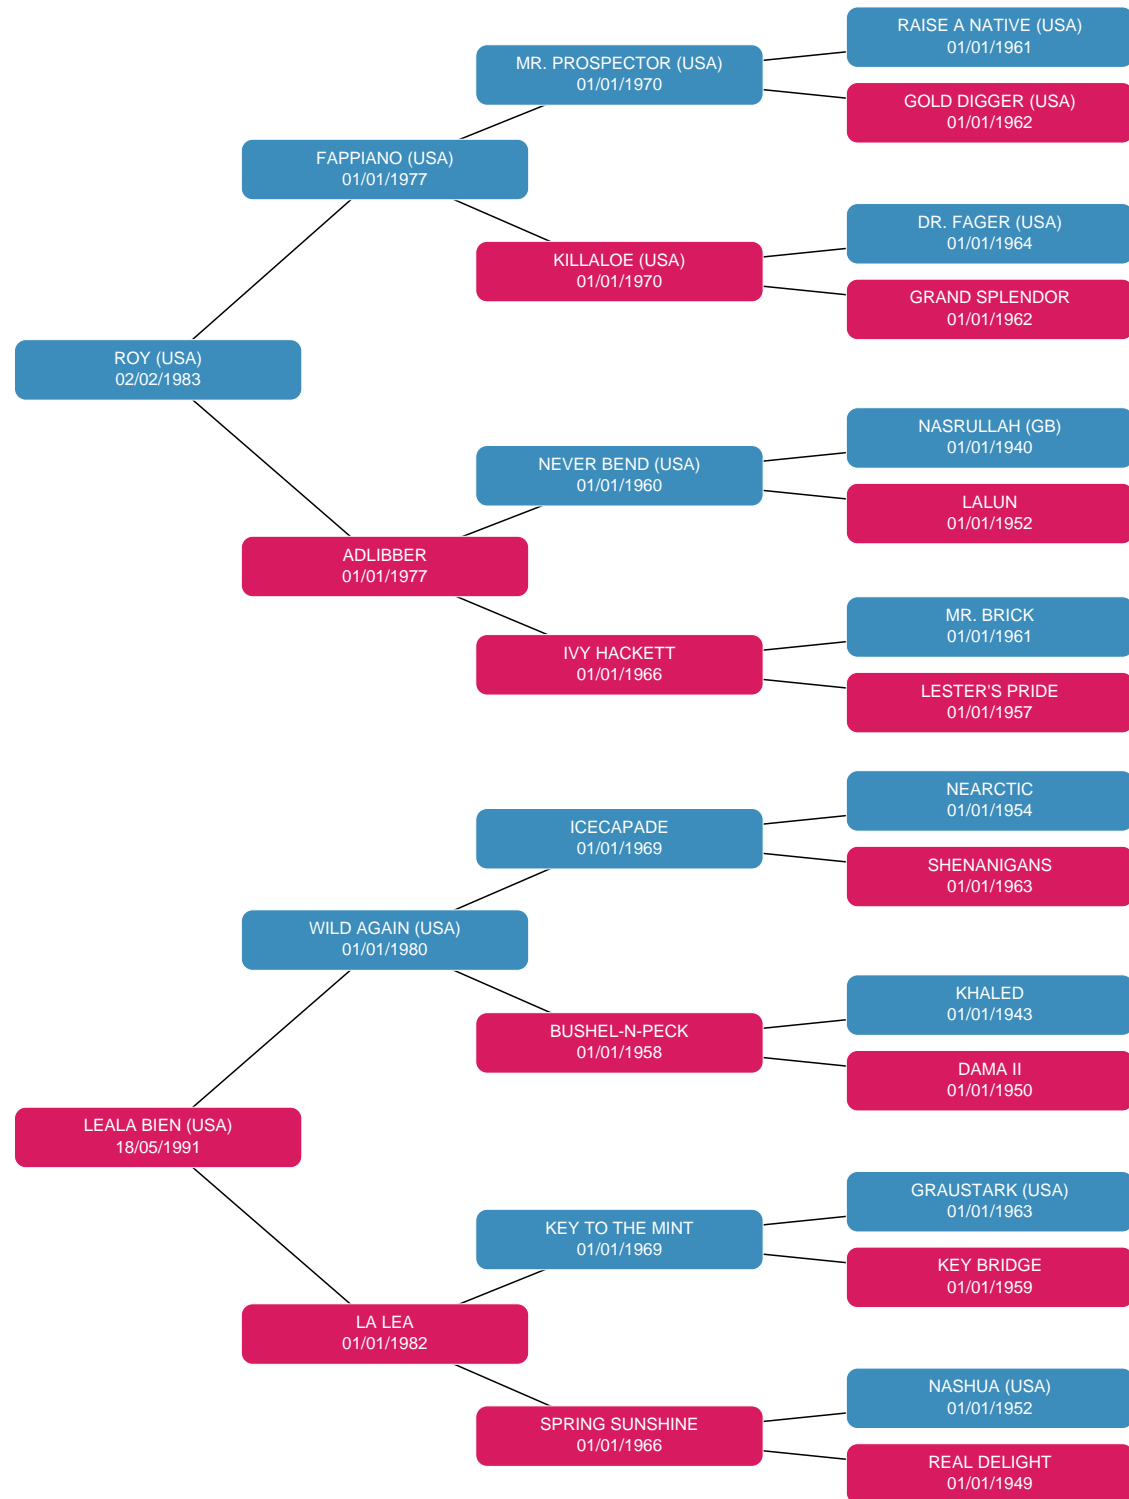 RAISE A NATIVE (USA)
01/01/1961
MR. PROSPECTOR (USA)
01/01/1970
GOLD DIGGER (USA)
01/01/1962
FAPPIANO (USA)
01/01/1977
DR. FAGER (USA)
01/01/1964
KILLALOE (USA)
01/01/1970
GRAND SPLENDOR
01/01/1962
ROY (USA)
02/02/1983
NASRULLAH (GB)
01/01/1940
NEVER BEND (USA)
01/01/1960
LALUN
01/01/1952
ADLIBBER
01/01/1977
MR. BRICK
01/01/1961
IVY HACKETT
01/01/1966
LESTER'S PRIDE
01/01/1957
NEARCTIC
01/01/1954
ICECAPADE
01/01/1969
SHENANIGANS
01/01/1963
WILD AGAIN (USA)
01/01/1980
KHALED
01/01/1943
BUSHEL-N-PECK
01/01/1958
DAMA II
01/01/1950
LEALA BIEN (USA)
18/05/1991
GRAUSTARK (USA)
01/01/1963
KEY TO THE MINT
01/01/1969
KEY BRIDGE
01/01/1959
LA LEA
01/01/1982
NASHUA (USA)
01/01/1952
SPRING SUNSHINE
01/01/1966
REAL DELIGHT
01/01/1949